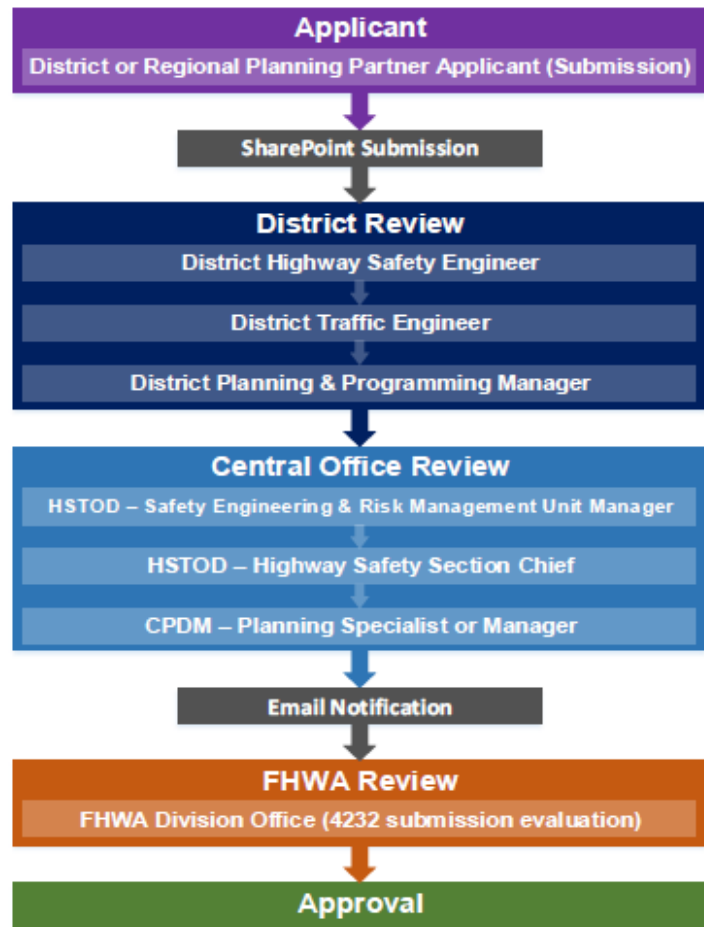 Applicant
District or Regional Planning Partner Applicant (Submission)
SharePoint Submission
District Review
District Highway Safety Engineer
District Traffic Engineer
District Planning & Programming Manager
Central Office Review
HSTOD – Safety Engineering & Risk Management Unit Manager
HSTOD – Highway Safety Section Chief
CPDM – Planning Specialist or Manager
Email Notification
FHWA Review
FHWA Division Office (4232 submission evaluation)
Approval